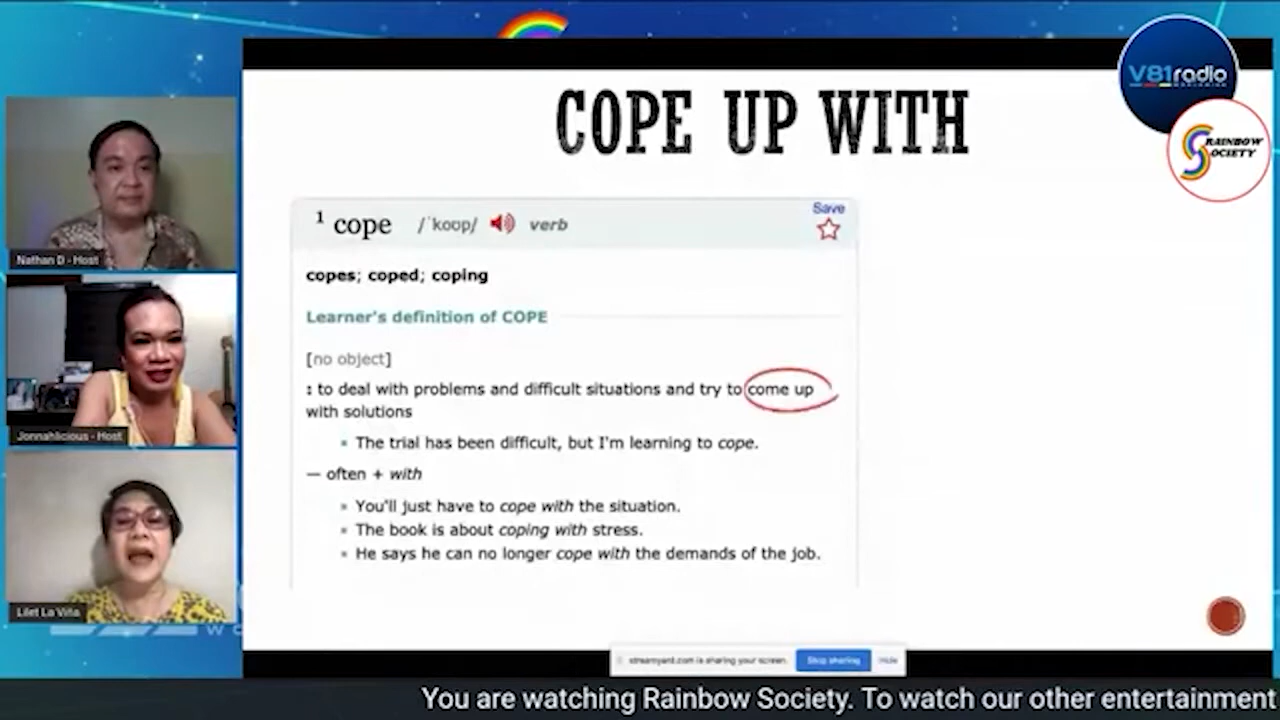 COPE UP WITH
V81radio
RAINBOW
SOCIETY
1 cope /ˈkoʊp/ verb
Save
copes; coped; coping
Learner's definition of COPE
[no object]
: to deal with problems and difficult situations and try to come up
with solutions
The trial has been difficult, but I'm learning to cope.
— often + with
You'll just have to cope with the situation.
The book is about coping with stress.
He says he can no longer cope with the demands of the job.
Nathan D - Host
Jonnahlicious - Host
Lilet La Viña
streamyard.com is sharing your screen. Stop sharing Hide
You are watching Rainbow Society. To watch our other entertainment